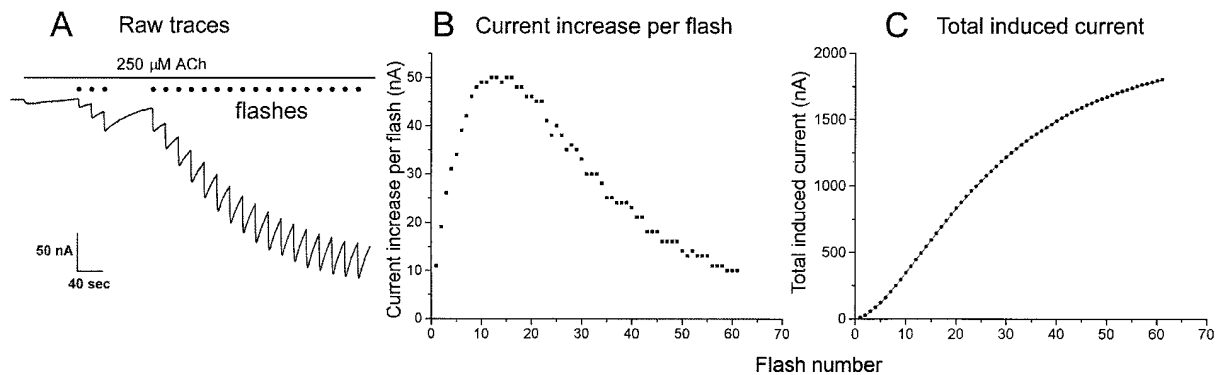 A Raw traces
250 μM ACh
flashes
50 nA
40 sec
B Current increase per flash
Current increase per flash (nA)
50
40
30
20
10
0
0 10 20 30 40 50 60 70
C Total induced current
Total induced current (nA)
2000
1500
1000
500
0
0 10 20 30 40 50 60 70
Flash number